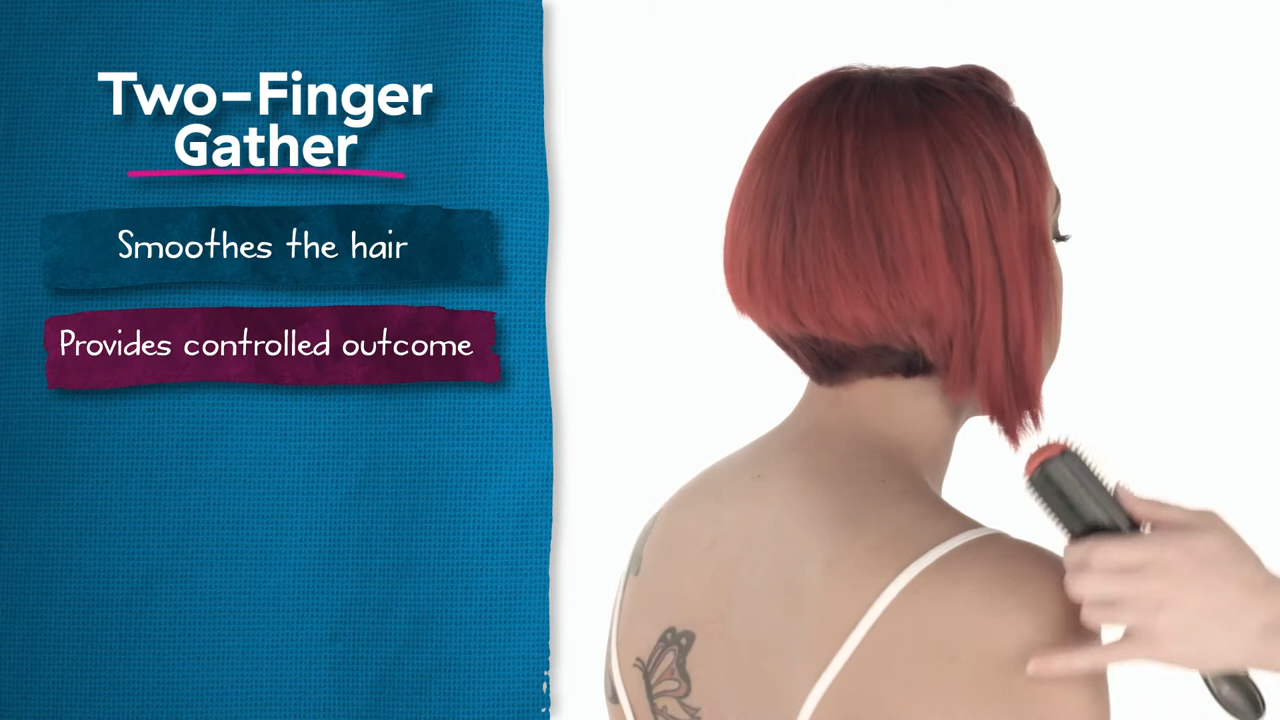 Two-Finger
Gather
Smoothes the hair
Provides controlled outcome